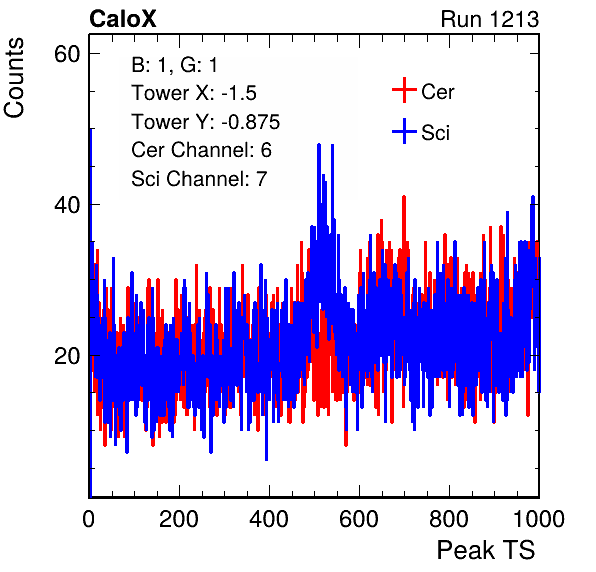 CaloX Run 1213
Counts
60
40
20
B: 1, G: 1
Tower X: -1.5
Tower Y: -0.875
Cer Channel: 6
Sci Channel: 7
Cer
Sci
0 200 400 600 800 1000
Peak TS